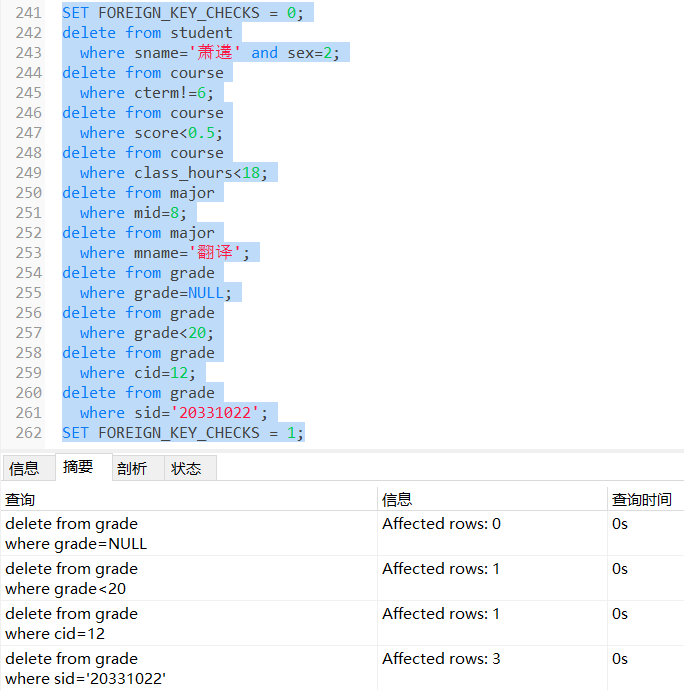 241 SET FOREIGN_KEY_CHECKS = 0;
242 delete from student
243 where sname='萧遘' and sex=2;
244 delete from course
245 where cterm!=6;
246 delete from course
247 where score<0.5;
248 delete from course
249 where class_hours<18;
250 delete from major
251 where mid=8;
252 delete from major
253 where mname='翻译';
254 delete from grade
255 where grade=NULL;
256 delete from grade
257 where grade<20;
258 delete from grade
259 where cid=12;
260 delete from grade
261 where sid='20331022';
262 SET FOREIGN_KEY_CHECKS = 1;
信息 摘要 剖析 状态
查询 信息 查询时间
delete from grade Affected rows: 0 0s
where grade=NULL
delete from grade Affected rows: 1 0s
where grade<20
delete from grade Affected rows: 1 0s
where cid=12
delete from grade Affected rows: 3 0s
where sid='20331022'